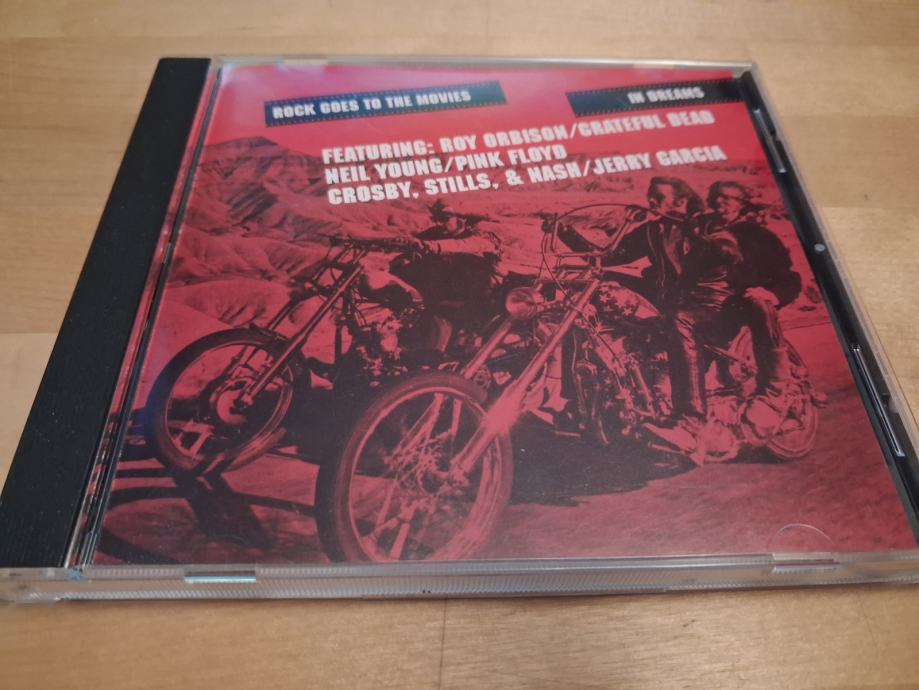 ROCK GOES TO THE MOVIES
IN DREAMS
FEATURING: ROY ORBISON/GRATEFUL DEAD
NEIL YOUNG/PINK FLOYD
CROSBY, STILLS, & NASH/JERRY GARCIA